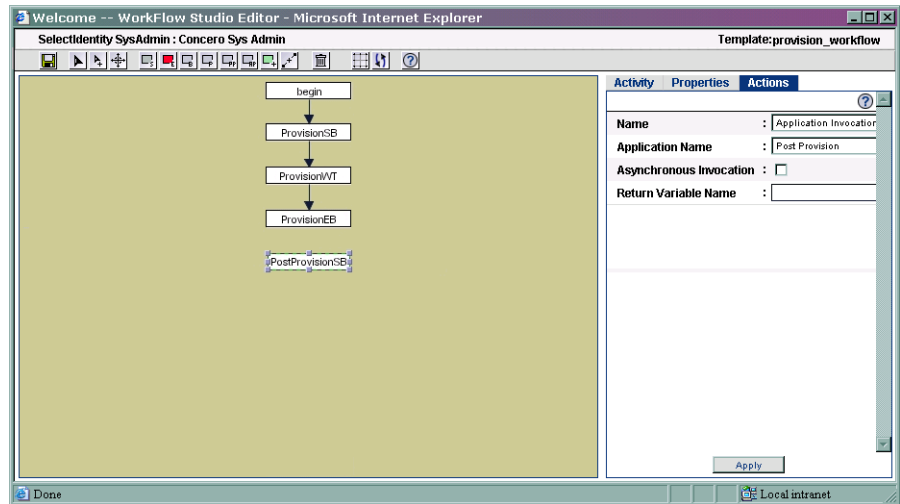 Welcome -- WorkFlow Studio Editor - Microsoft Internet Explorer
SelectIdentity SysAdmin : Concero Sys Admin Template:provision_workflow
begin
ProvisionSB
ProvisionWT
ProvisionEB
PostProvisionSB
Activity Properties Actions
Name : Application Invocation
Application Name : Post Provision
Asynchronous Invocation :
Return Variable Name :
Apply
Done Local intranet